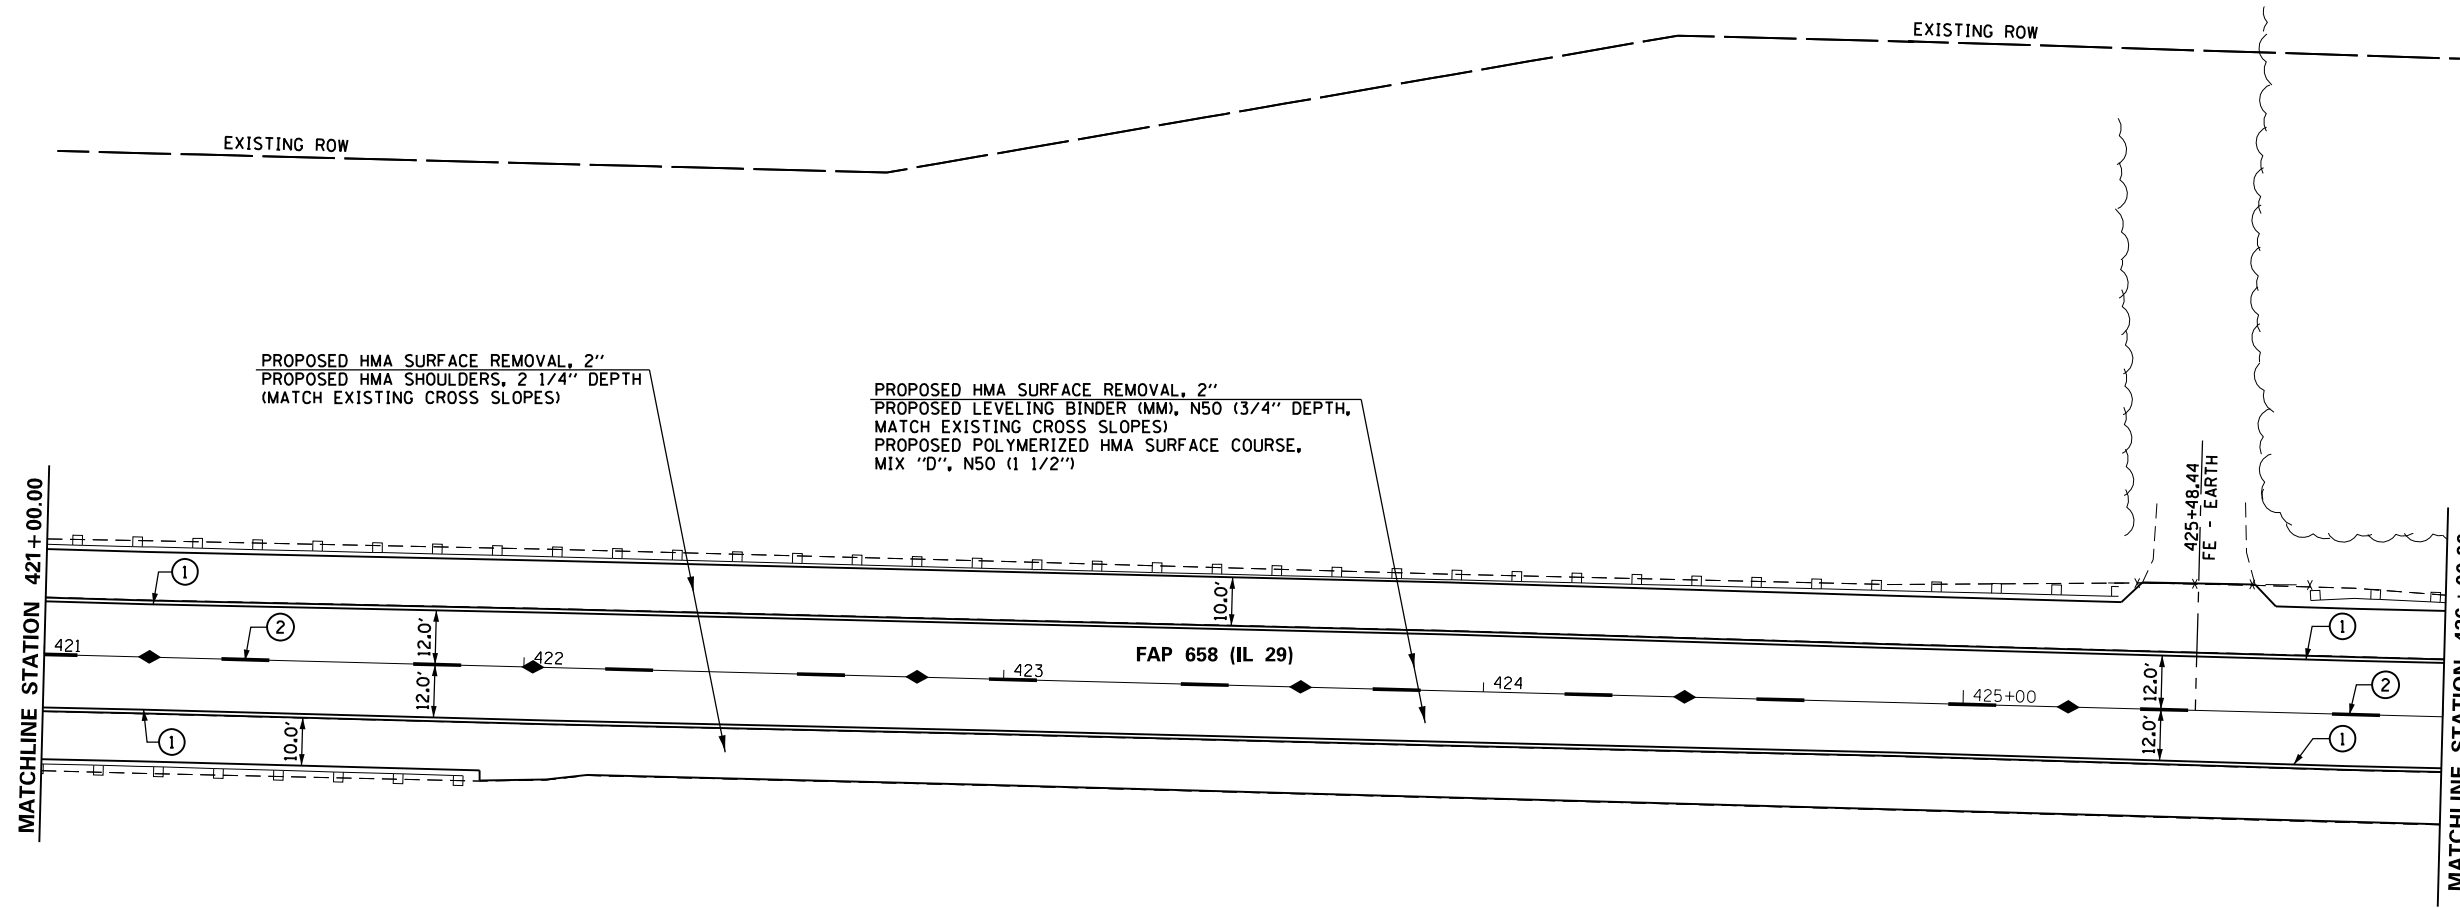 EXISTING ROW
EXISTING ROW
PROPOSED HMA SURFACE REMOVAL, 2"
PROPOSED HMA SHOULDERS, 2 1/4" DEPTH
(MATCH EXISTING CROSS SLOPES)
PROPOSED HMA SURFACE REMOVAL, 2"
PROPOSED LEVELING BINDER (MM), N50 (3/4" DEPTH,
MATCH EXISTING CROSS SLOPES)
PROPOSED POLYMERIZED HMA SURFACE COURSE,
MIX "D", N50 (1 1/2")
MATCHLINE STATION 421+00.00
425+48.44
FE - EARTH
1
2
421
12.0'
12.0'
422
10.0'
1
10.0'
FAP 658 (IL 29)
423
424
425+00
12.0'
12.0'
1
2
1
MATCHLINE STATION